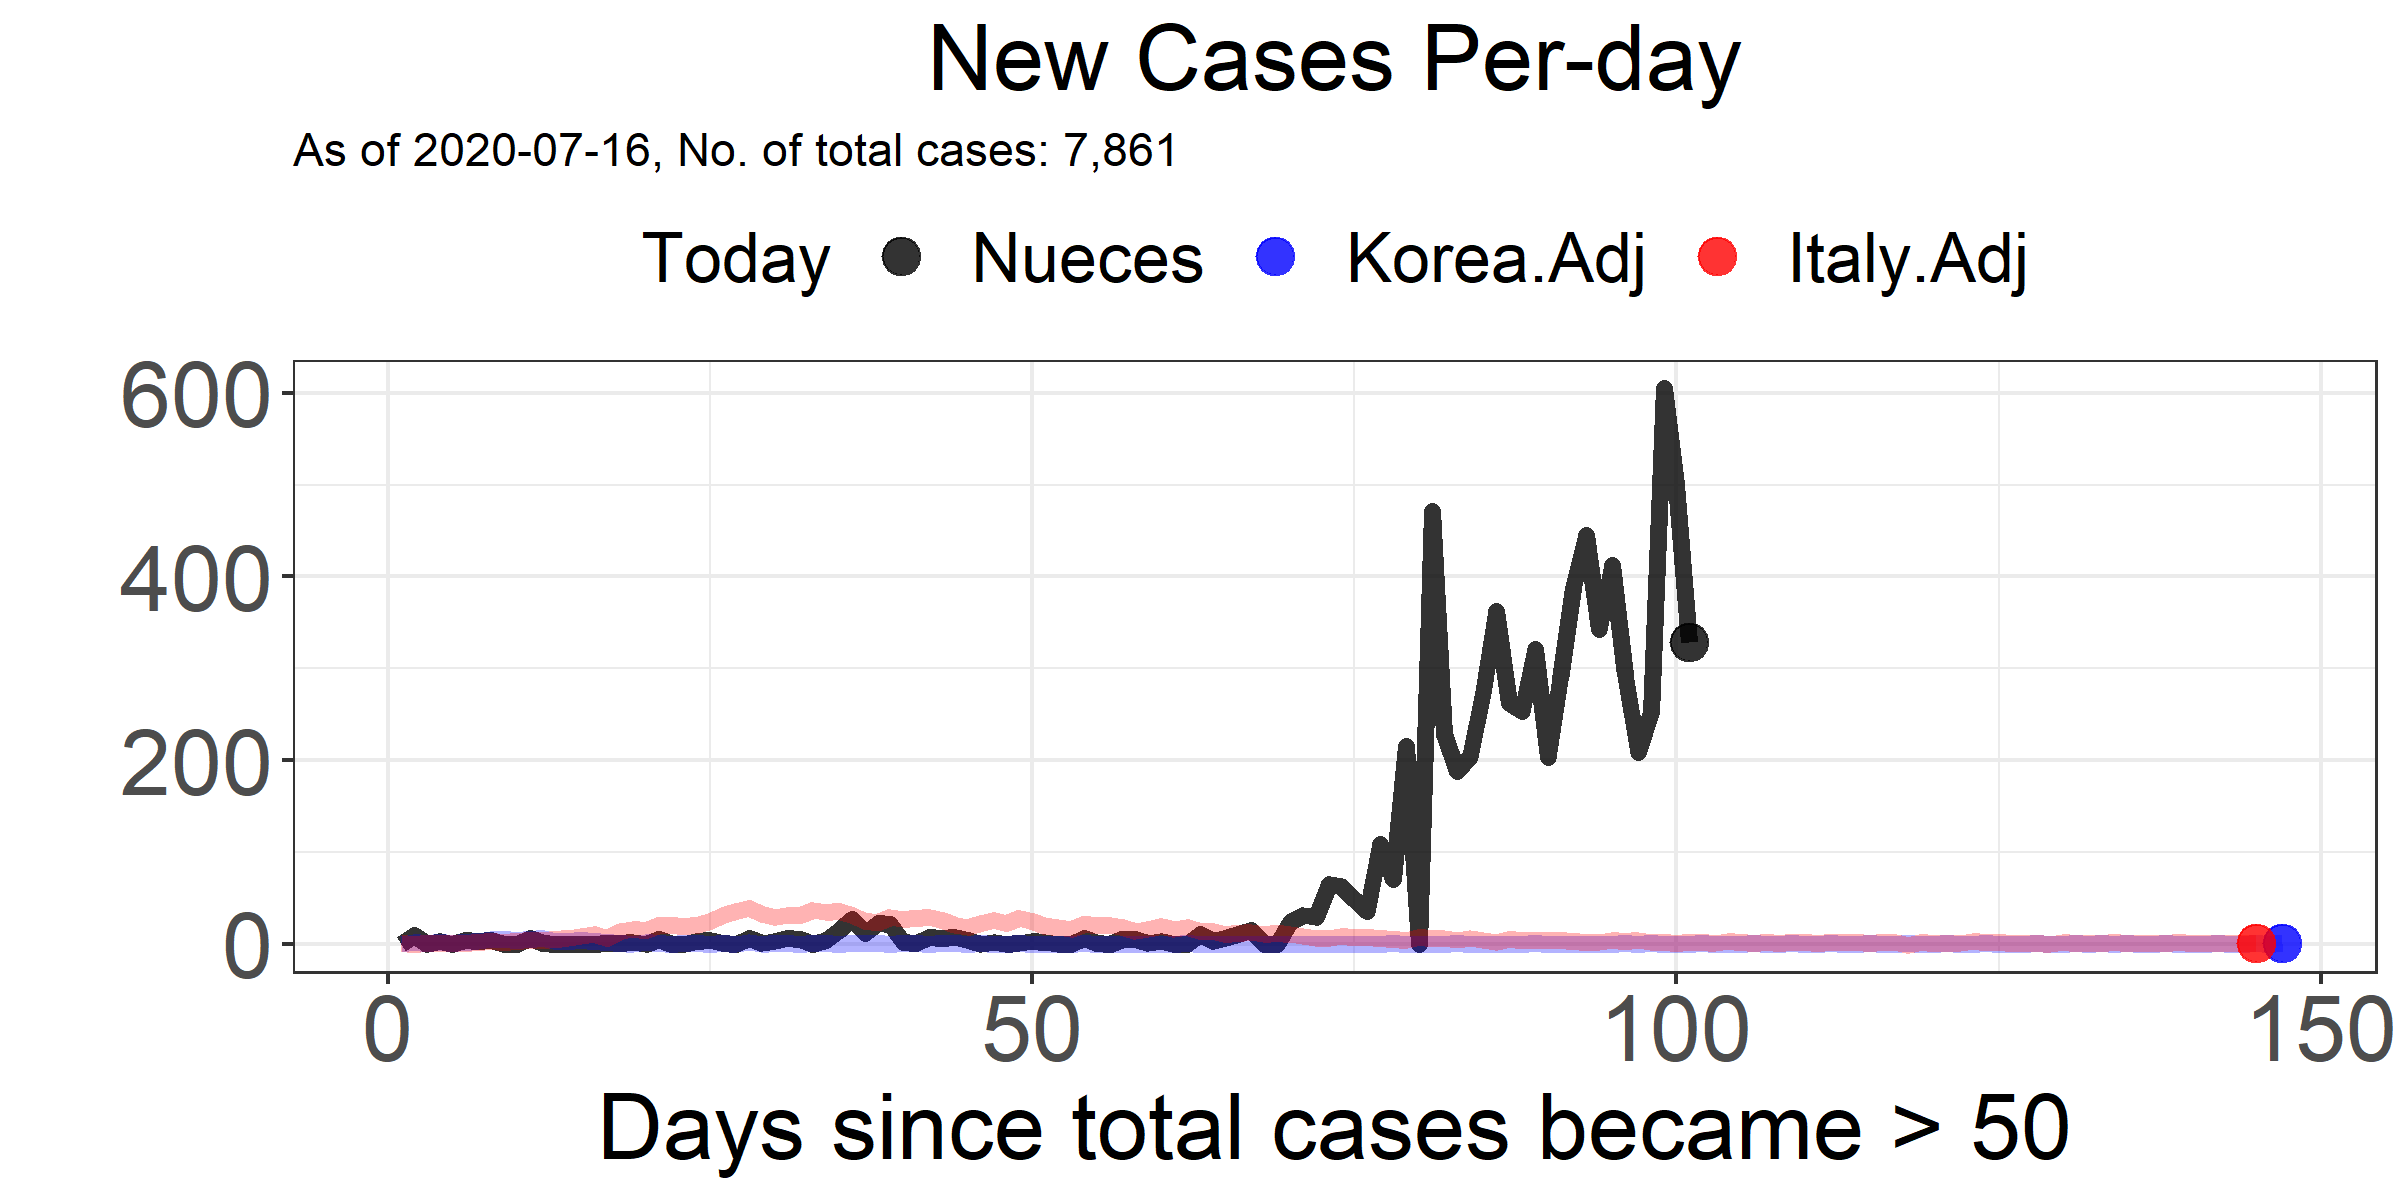 New Cases Per-day
As of 2020-07-16, No. of total cases: 7,861
Today Nueces Korea.Adj Italy.Adj
600
400
200
0
0 50 100 150
Days since total cases became > 50